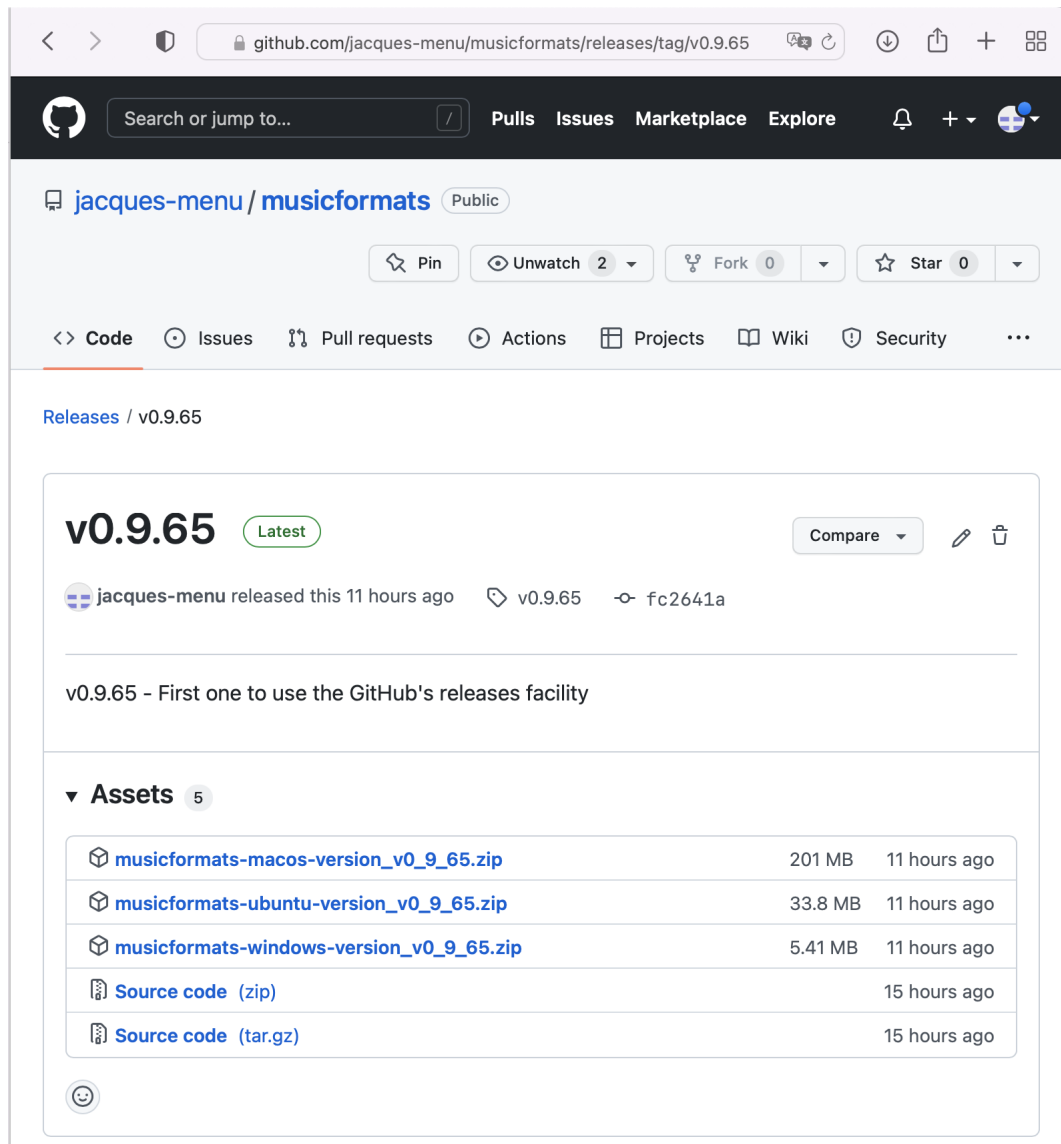 github.com/jacques-menu/musicformats/releases/tag/v0.9.65
Search or jump to... / Pulls Issues Marketplace Explore
jacques-menu / musicformats Public
Pin Unwatch 2 Fork 0 Star 0
Code Issues Pull requests Actions Projects Wiki Security
Releases / v0.9.65
v0.9.65 Latest Compare
jacques-menu released this 11 hours ago v0.9.65 fc2641a
v0.9.65 - First one to use the GitHub's releases facility
Assets 5
musicformats-macos-version_v0_9_65.zip 201 MB 11 hours ago
musicformats-ubuntu-version_v0_9_65.zip 33.8 MB 11 hours ago
musicformats-windows-version_v0_9_65.zip 5.41 MB 11 hours ago
Source code (zip) 15 hours ago
Source code (tar.gz) 15 hours ago